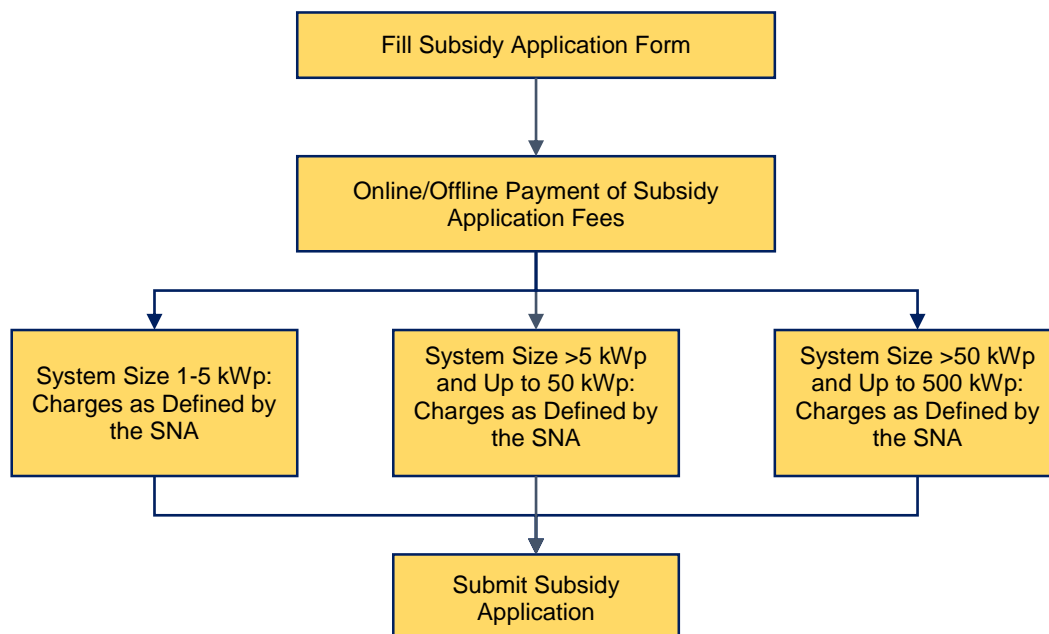 Fill Subsidy Application Form
Online/Offline Payment of Subsidy
Application Fees
System Size 1-5 kWp:
Charges as Defined by
the SNA
System Size >5 kWp
and Up to 50 kWp:
Charges as Defined by
the SNA
System Size >50 kWp
and Up to 500 kWp:
Charges as Defined by
the SNA
Submit Subsidy
Application